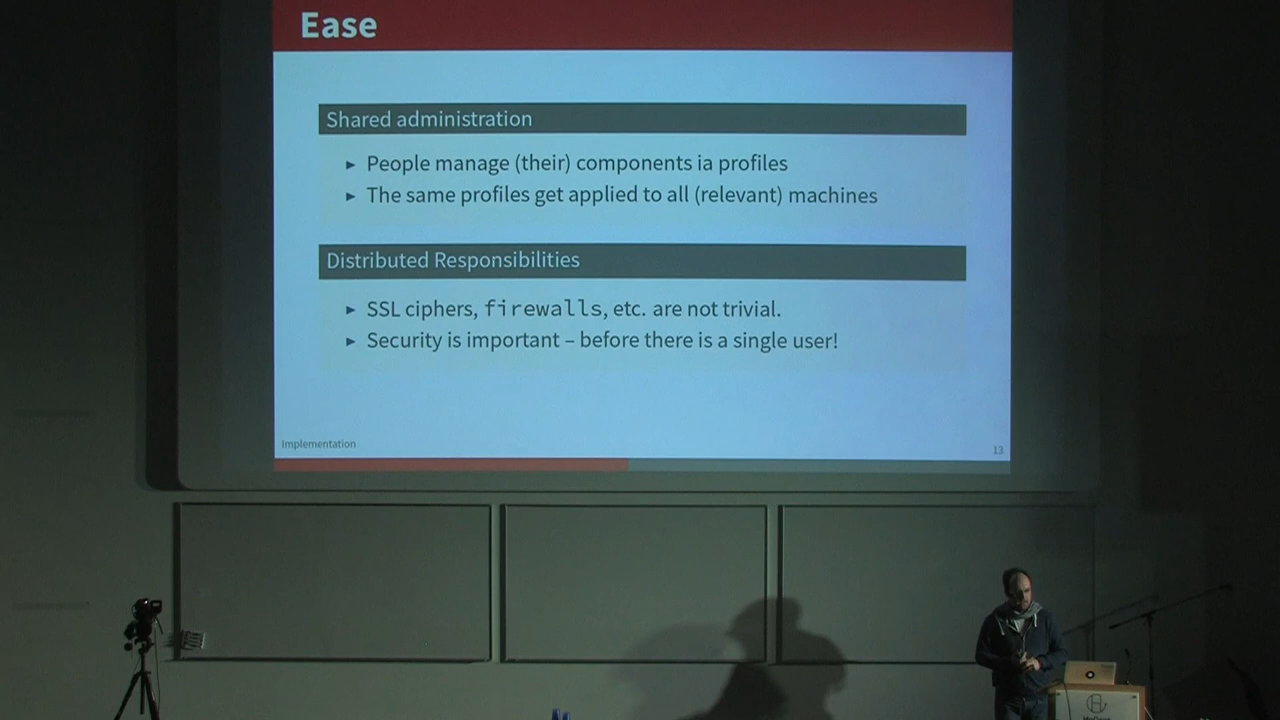 Ease
Shared administration
► People manage (their) components ia profiles
► The same profiles get applied to all (relevant) machines
Distributed Responsibilities
► SSL ciphers, firewalls, etc. are not trivial.
► Security is important – before there is a single user!
Implementation
13